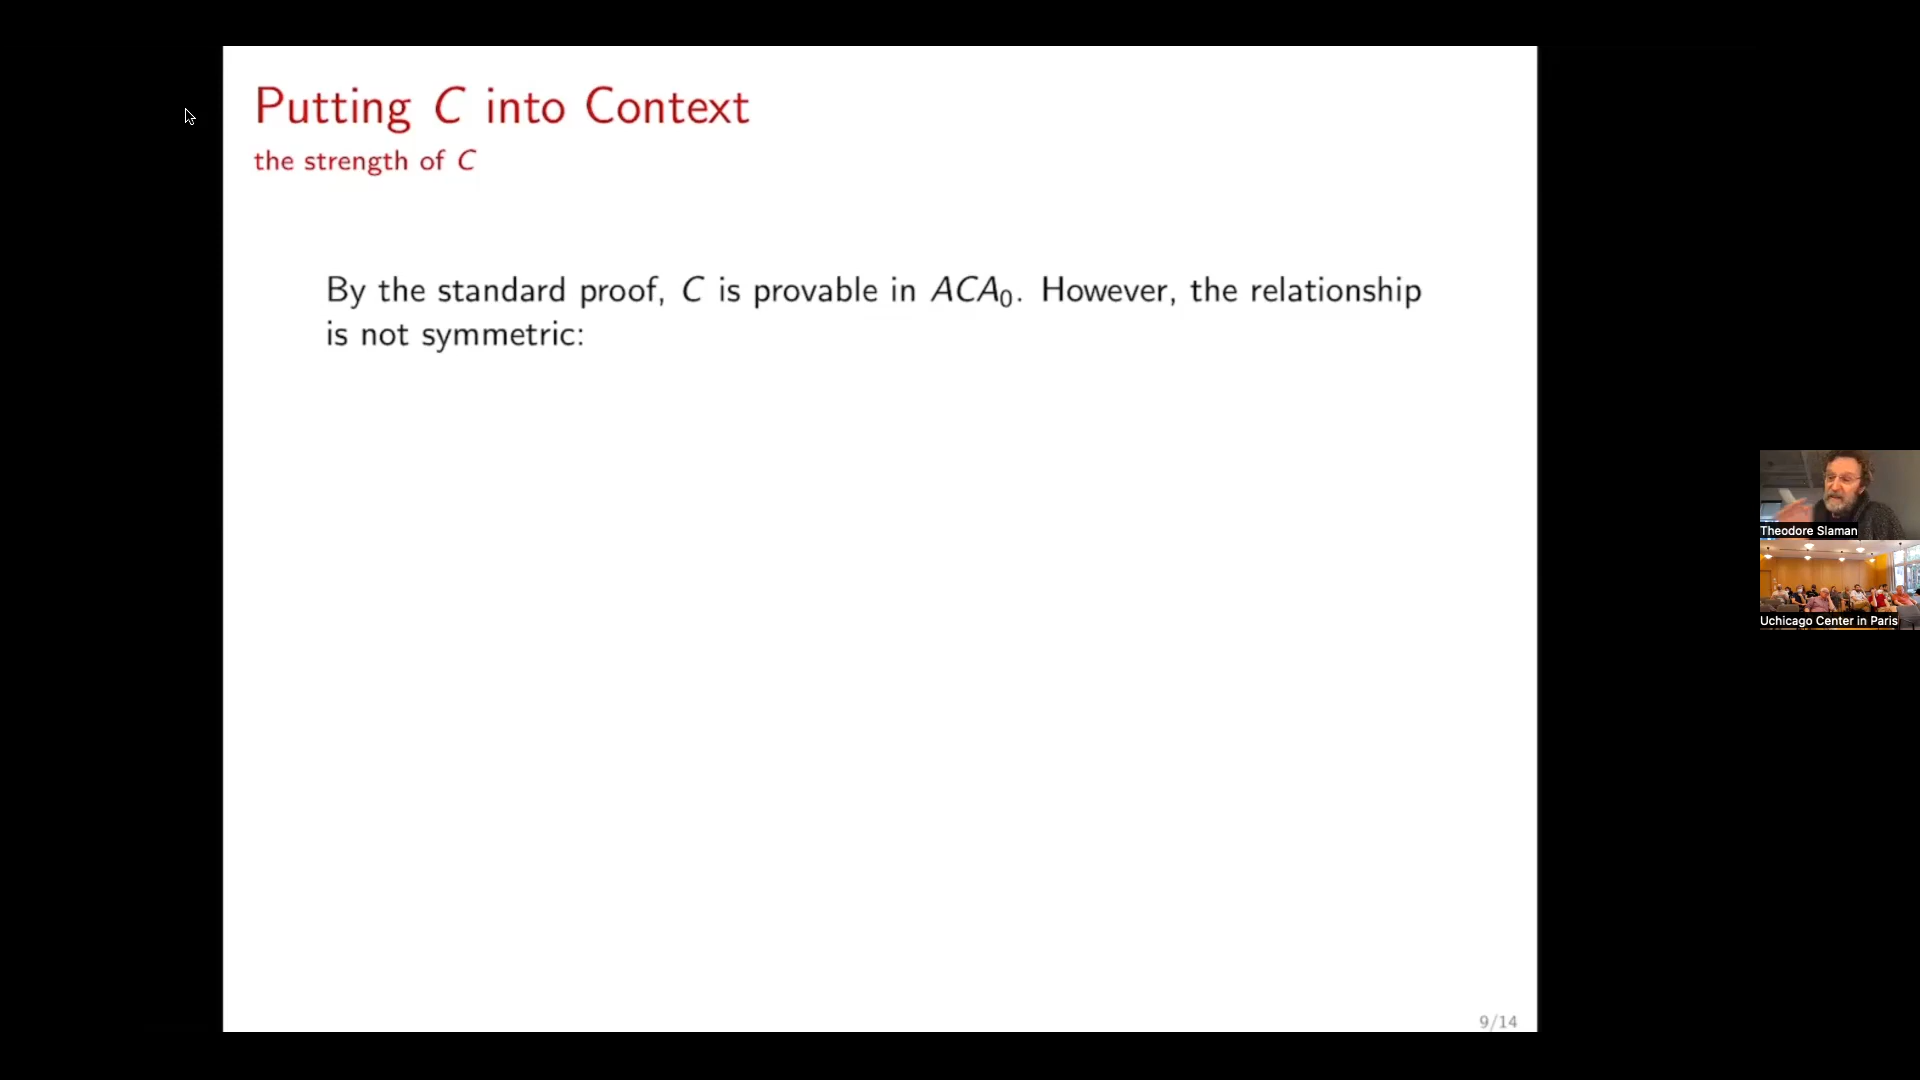 Putting C into Context
the strength of C
By the standard proof, C is provable in ACA₀. However, the relationship
is not symmetric:
9/14
Theodore Slaman
Uchicago Center in Paris